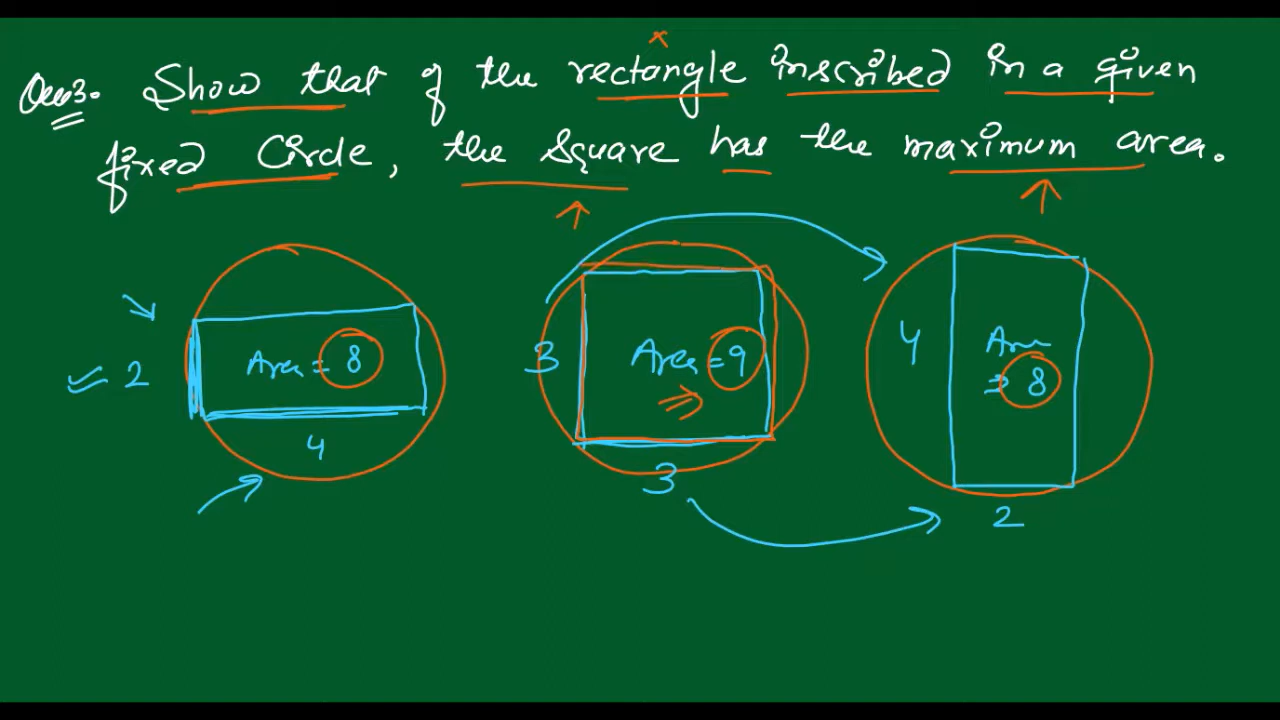 Ques3. Show that of the rectangle inscribed in a given
fixed Circle, the square has the maximum area.
2
Area = 8
4
3
Area = 9
3
4
Area
⇒ 8
2